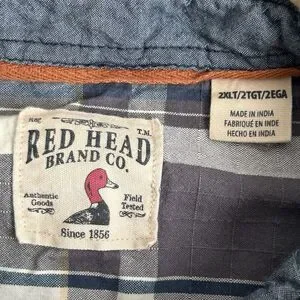 T.M.
RED HEAD
BRAND CO.
Authentic
Goods
Field
Tested
Since 1856
2XLT/2TGT/2EGA
MADE IN INDIA
FABRIQUÉ EN INDE
HECHO EN INDIA